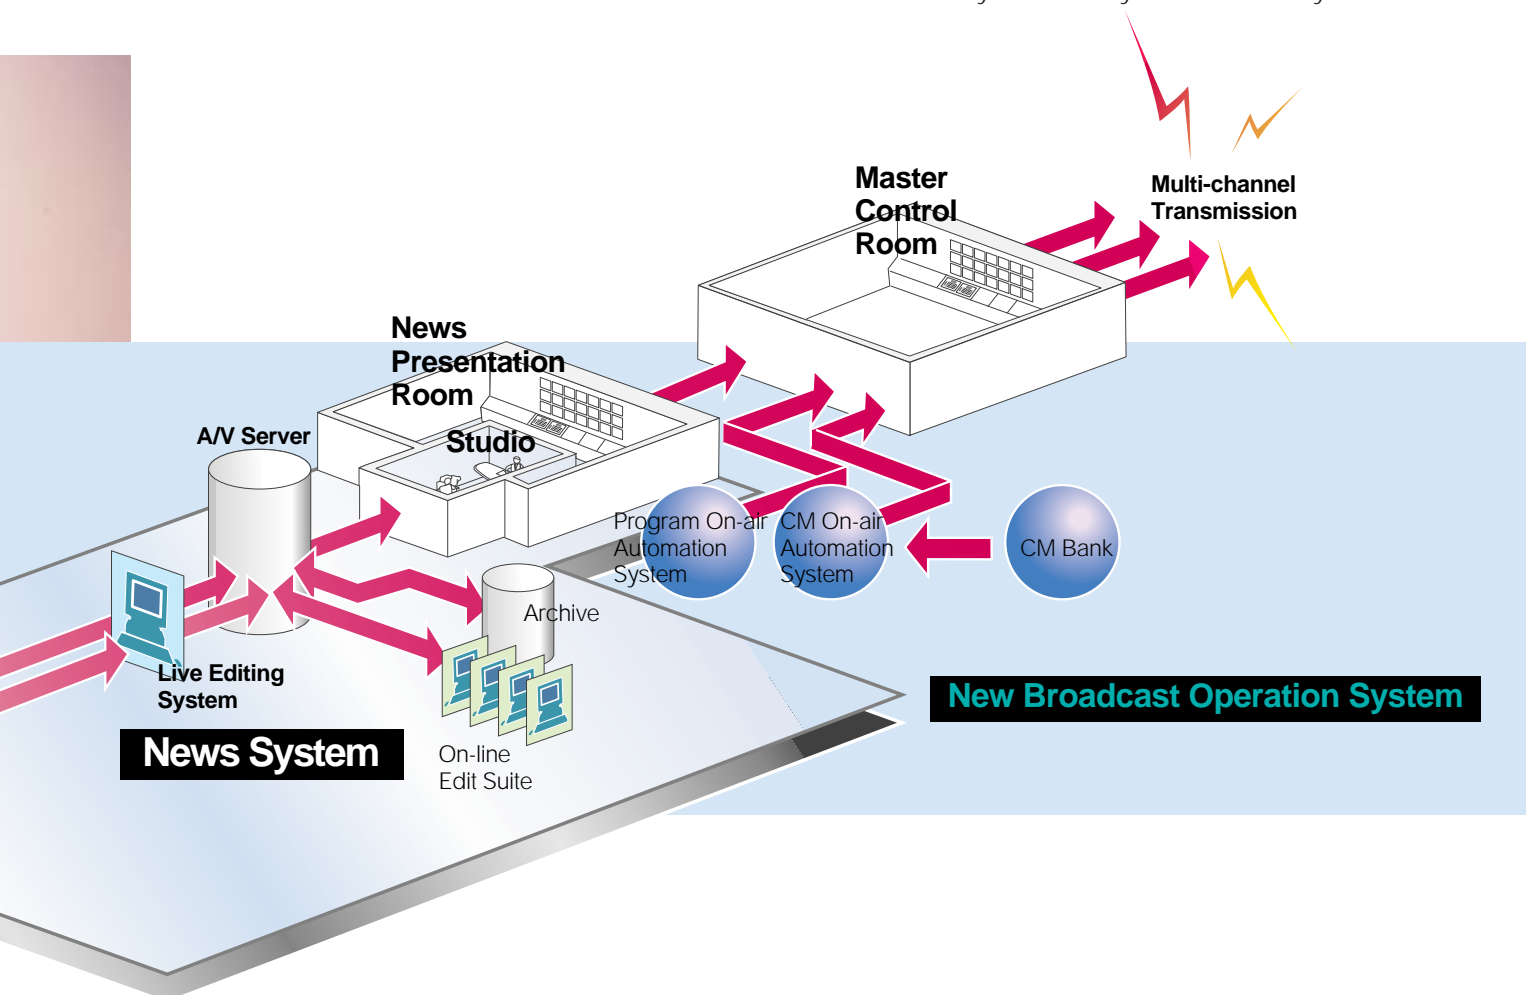 Master
Control
Room
Multi-channel
Transmission
News
Presentation
Room
A/V Server
Studio
Program On-air
Automation
System
CM On-air
Automation
System
CM Bank
Archive
Live Editing
System
New Broadcast Operation System
News System
On-line
Edit Suite